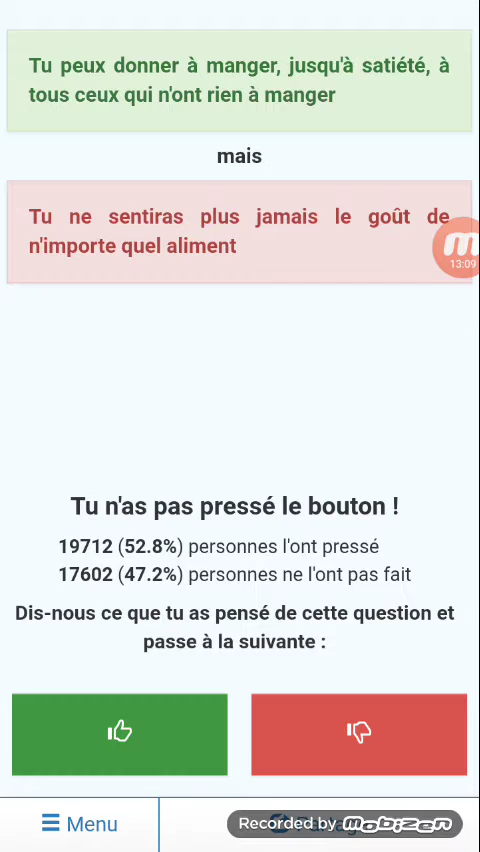 Tu peux donner à manger, jusqu'à satiété, à
tous ceux qui n'ont rien à manger
mais
Tu ne sentiras plus jamais le goût de
n'importe quel aliment
13:09
Tu n'as pas pressé le bouton !
19712 (52.8%) personnes l'ont pressé
17602 (47.2%) personnes ne l'ont pas fait
Dis-nous ce que tu as pensé de cette question et
passe à la suivante :
Menu
Recorded by mobizen